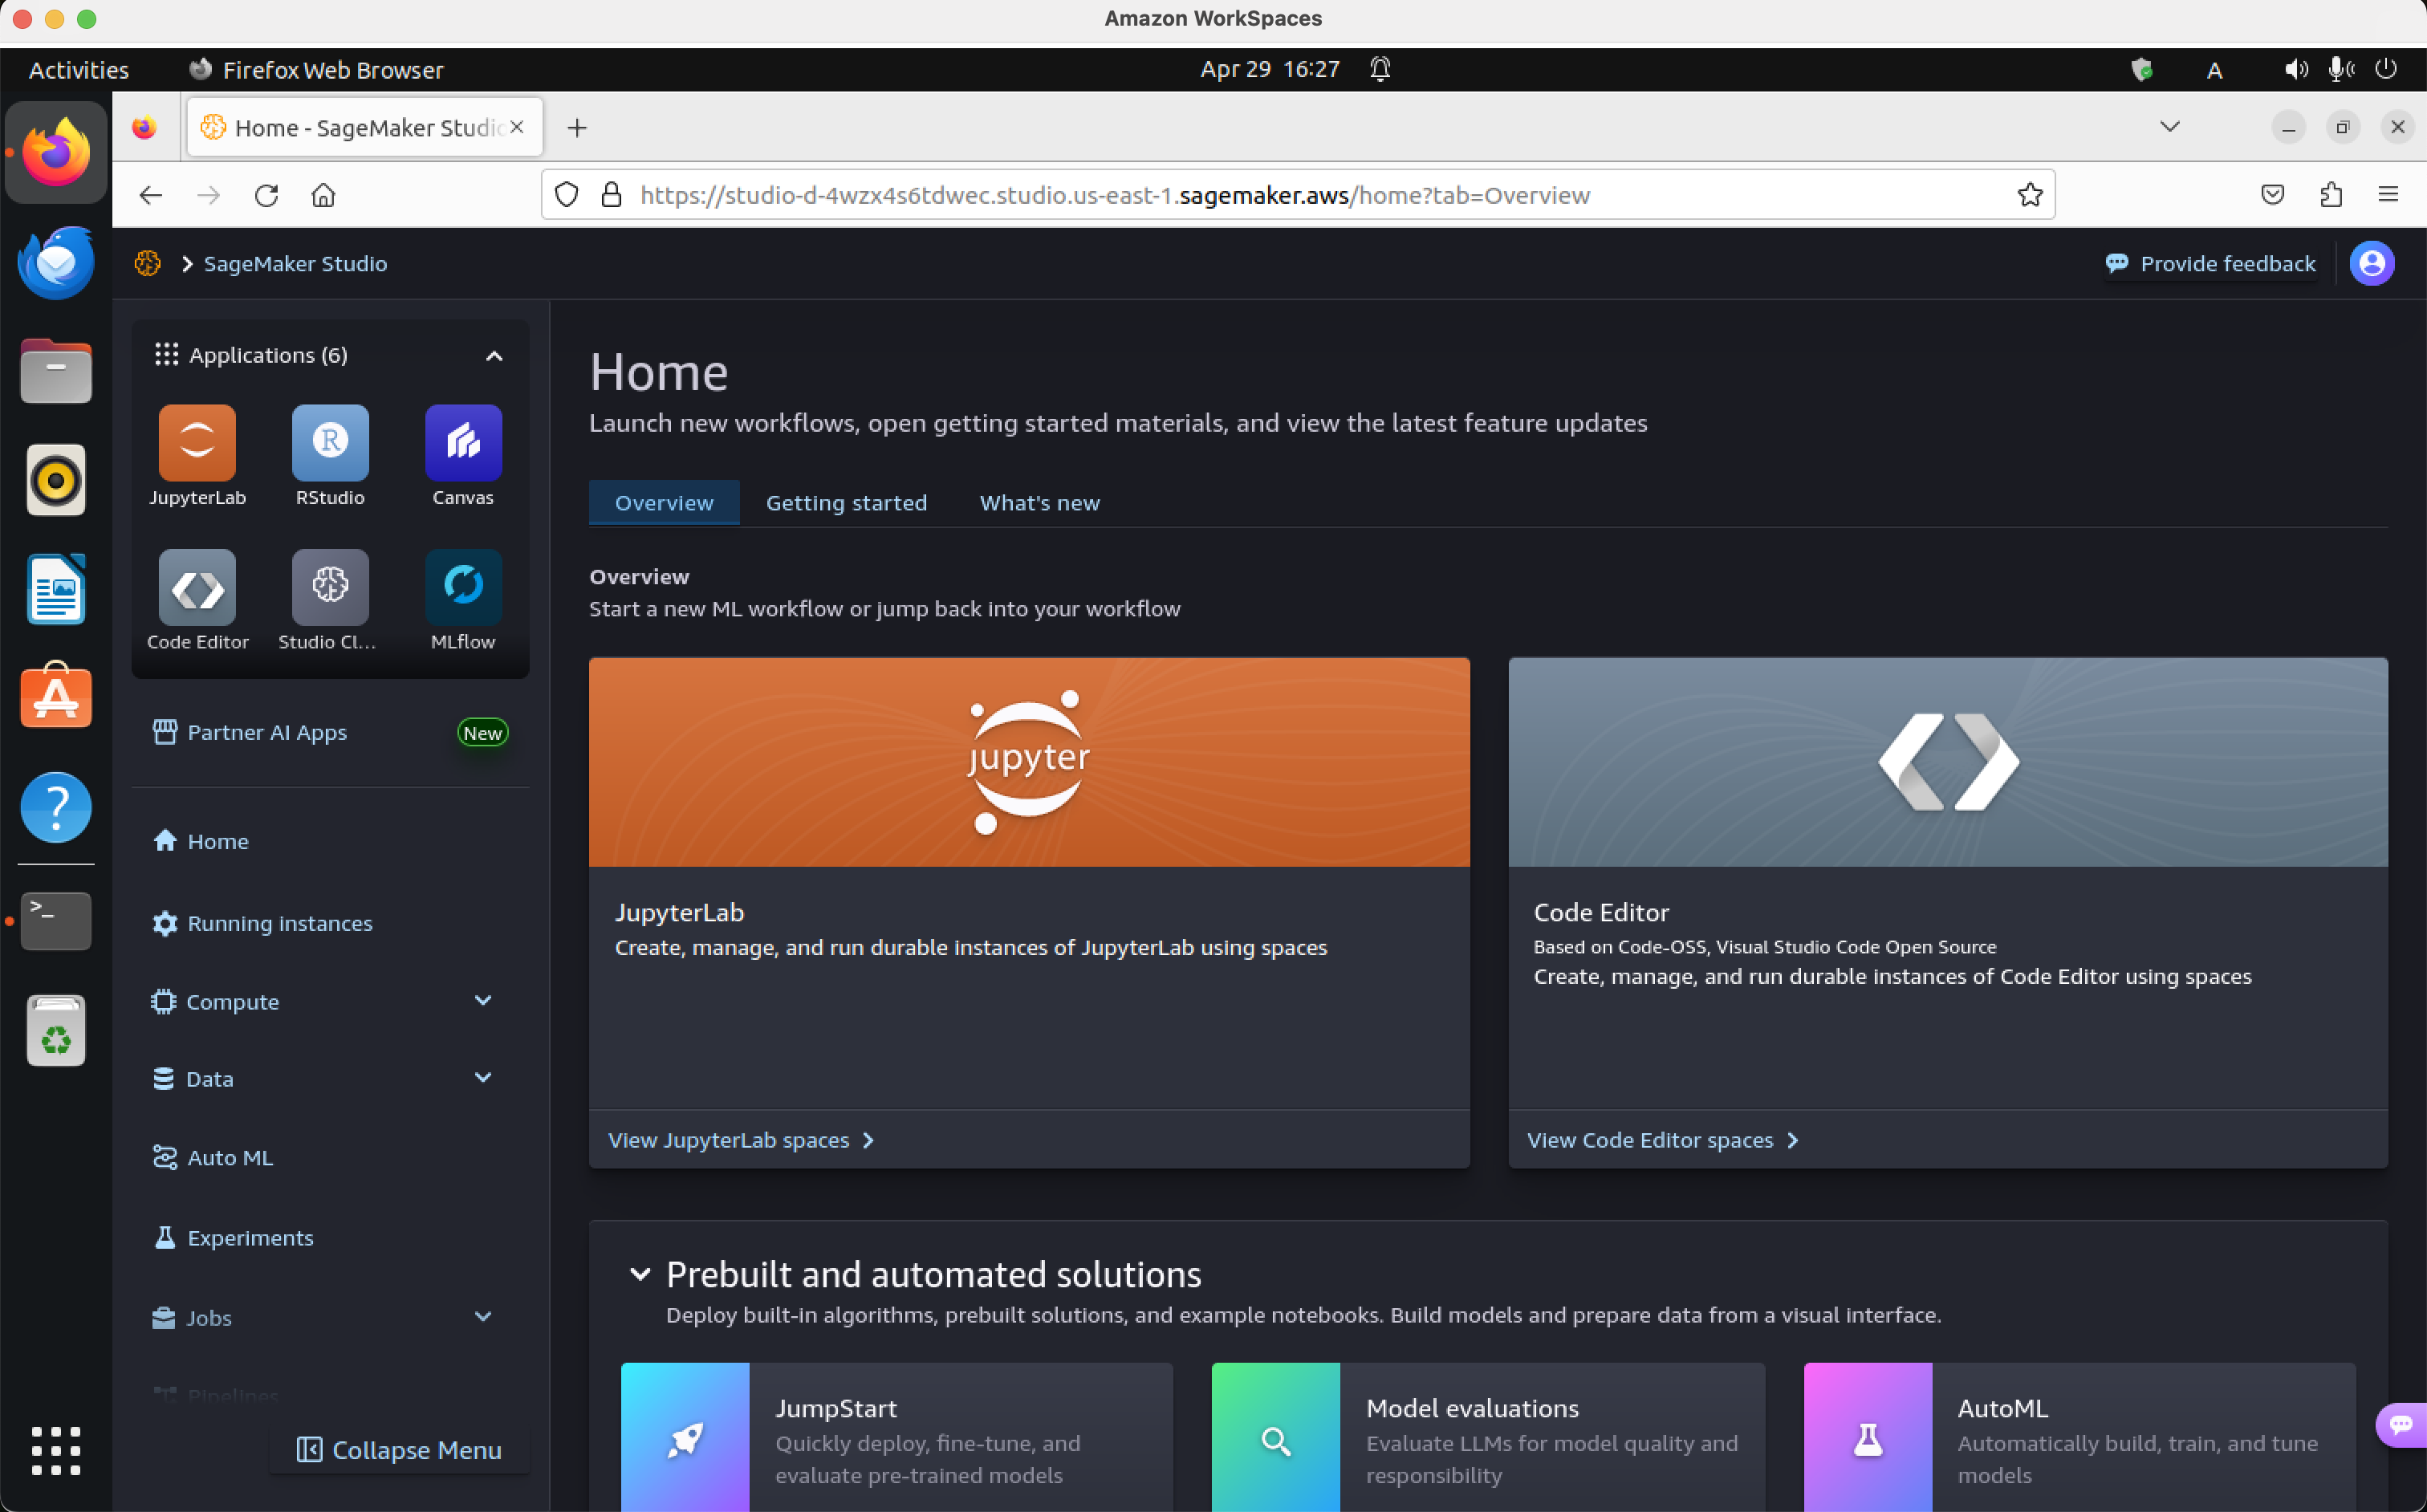 Amazon WorkSpaces
Activities
Firefox Web Browser
Apr 29 16:27
A
Home - SageMaker Studio
https://studio-d-4wzx4s6tdwec.studio.us-east-1.sagemaker.aws/home?tab=Overview
SageMaker Studio
Provide feedback
Applications (6)
JupyterLab
RStudio
Canvas
Code Editor
Studio Cl...
MLflow
Partner AI Apps
New
Home
Running instances
Compute
Data
Auto ML
Experiments
Jobs
Pipelines
Collapse Menu
Home
Launch new workflows, open getting started materials, and view the latest feature updates
Overview
Getting started
What's new
Overview
Start a new ML workflow or jump back into your workflow
jupyter
JupyterLab
Create, manage, and run durable instances of JupyterLab using spaces
View JupyterLab spaces
Code Editor
Based on Code-OSS, Visual Studio Code Open Source
Create, manage, and run durable instances of Code Editor using spaces
View Code Editor spaces
Prebuilt and automated solutions
Deploy built-in algorithms, prebuilt solutions, and example notebooks. Build models and prepare data from a visual interface.
JumpStart
Quickly deploy, fine-tune, and
evaluate pre-trained models
Model evaluations
Evaluate LLMs for model quality and
responsibility
AutoML
Automatically build, train, and tune
models